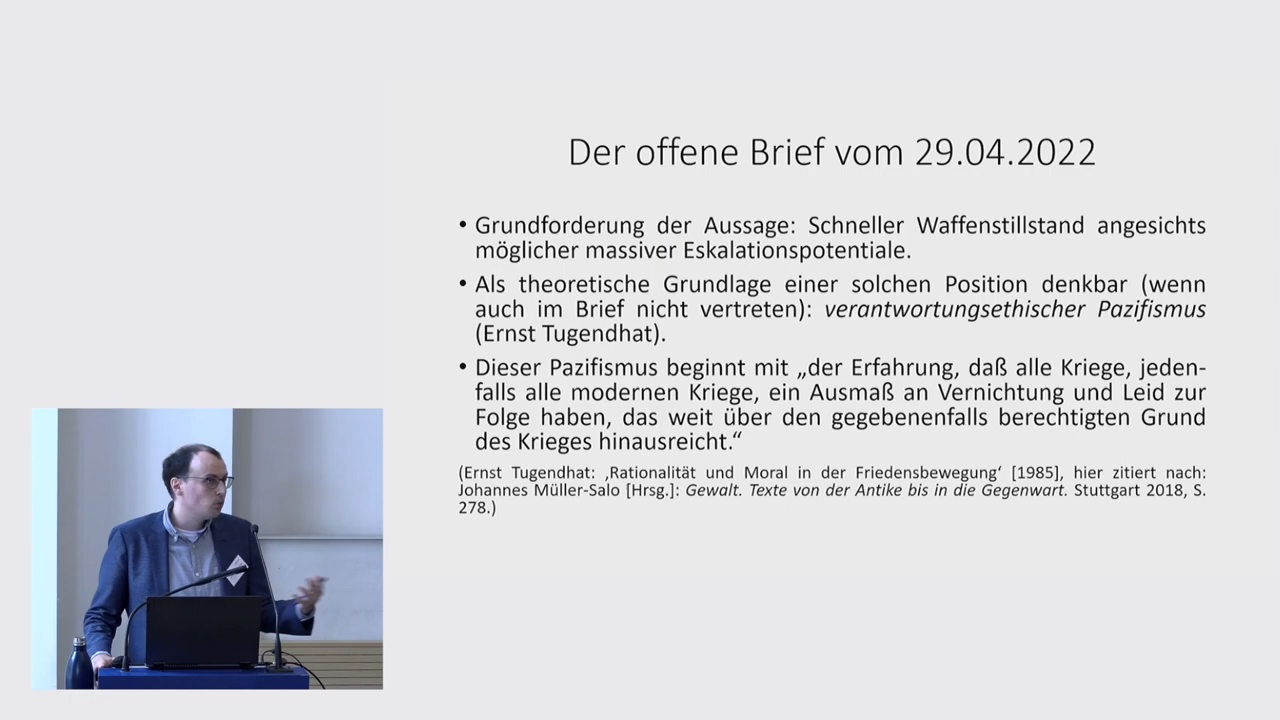 Der offene Brief vom 29.04.2022
• Grundforderung der Aussage: Schneller Waffenstillstand angesichts
möglicher massiver Eskalationspotentiale.
• Als theoretische Grundlage einer solchen Position denkbar (wenn
auch im Brief nicht vertreten): verantwortungsethischer Pazifismus
(Ernst Tugendhat).
• Dieser Pazifismus beginnt mit „der Erfahrung, daß alle Kriege, jeden-
falls alle modernen Kriege, ein Ausmaß an Vernichtung und Leid zur
Folge haben, das weit über den gegebenenfalls berechtigten Grund
des Krieges hinausreicht.“
(Ernst Tugendhat: ‚Rationalität und Moral in der Friedensbewegung‘ [1985], hier zitiert nach:
Johannes Müller-Salo [Hrsg.]: Gewalt. Texte von der Antike bis in die Gegenwart. Stuttgart 2018, S.
278.)